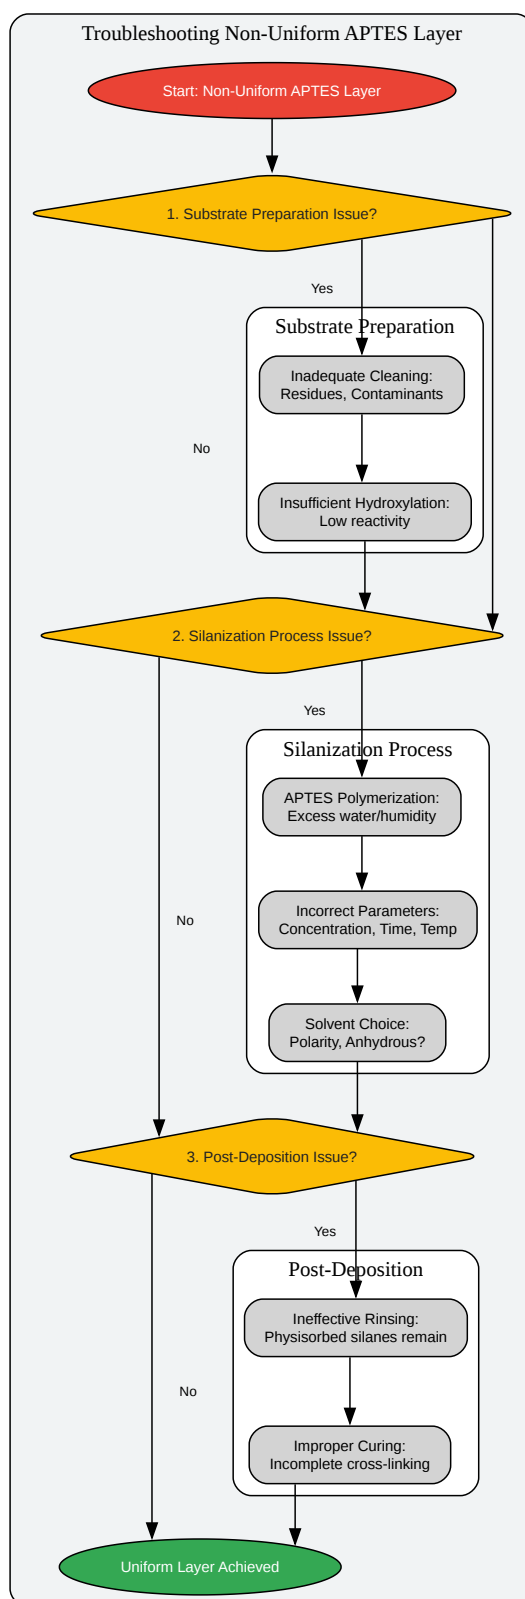 Troubleshooting Non-Uniform APTES Layer
Start: Non-Uniform APTES Layer
1. Substrate Preparation Issue?
Yes
Substrate Preparation
Inadequate Cleaning:
Residues, Contaminants
No
Insufficient Hydroxylation:
Low reactivity
2. Silanization Process Issue?
Yes
Silanization Process
APTES Polymerization:
Excess water/humidity
Incorrect Parameters:
Concentration, Time, Temp
No
Solvent Choice:
Polarity, Anhydrous?
3. Post-Deposition Issue?
Yes
Post-Deposition
Ineffective Rinsing:
Physisorbed silanes remain
No
Improper Curing:
Incomplete cross-linking
Uniform Layer Achieved